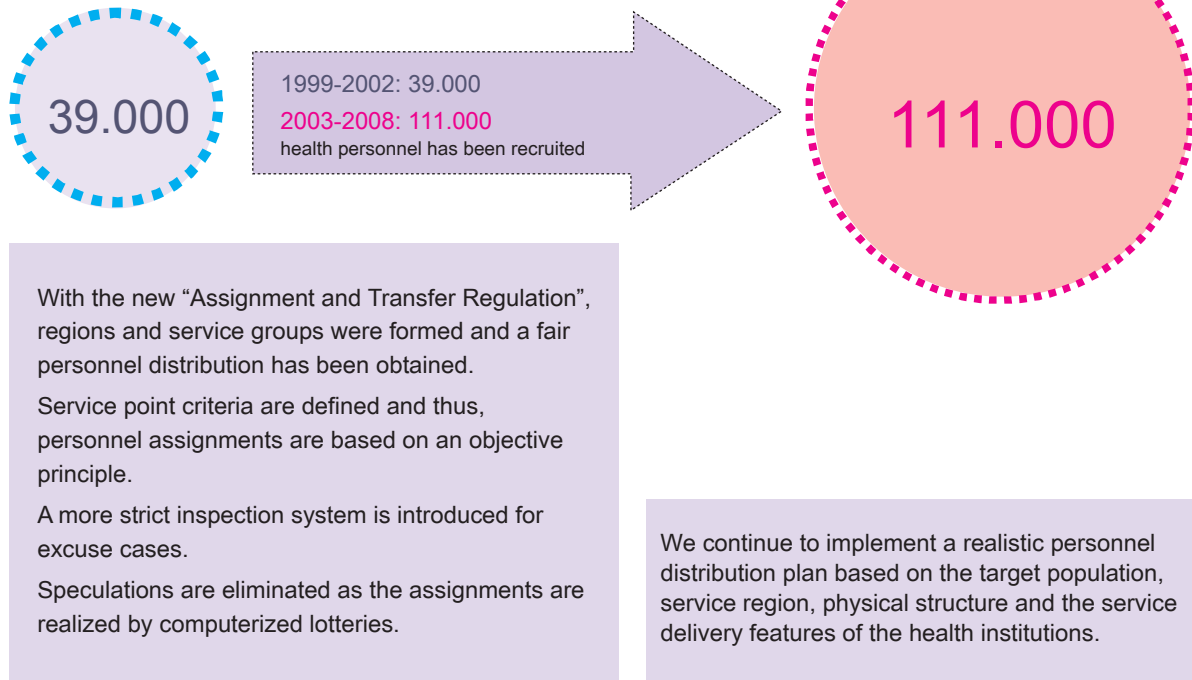 39.000
1999-2002: 39.000
2003-2008: 111.000
health personnel has been recruited
111.000
With the new “Assignment and Transfer Regulation”,
regions and service groups were formed and a fair
personnel distribution has been obtained.
Service point criteria are defined and thus,
personnel assignments are based on an objective
principle.
A more strict inspection system is introduced for
excuse cases.
Speculations are eliminated as the assignments are
realized by computerized lotteries.
We continue to implement a realistic personnel
distribution plan based on the target population,
service region, physical structure and the service
delivery features of the health institutions.